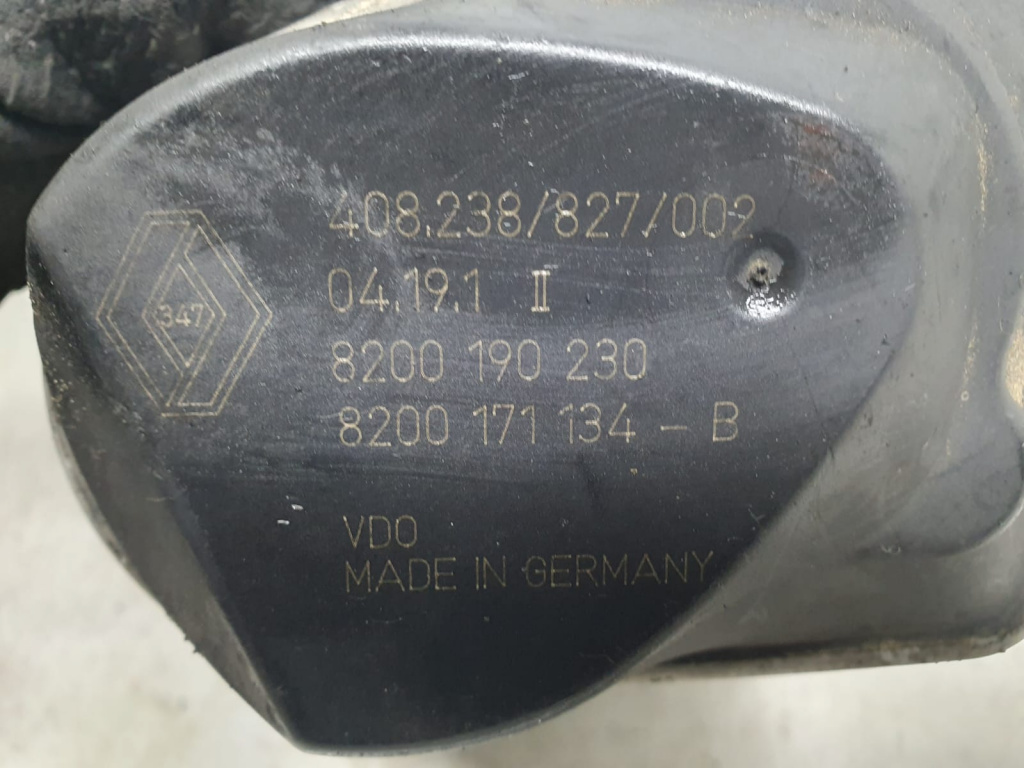 408.238/827/002
04.19.1 II
347
8200 190 230
8200 171 134 - B
VDO
MADE IN GERMANY